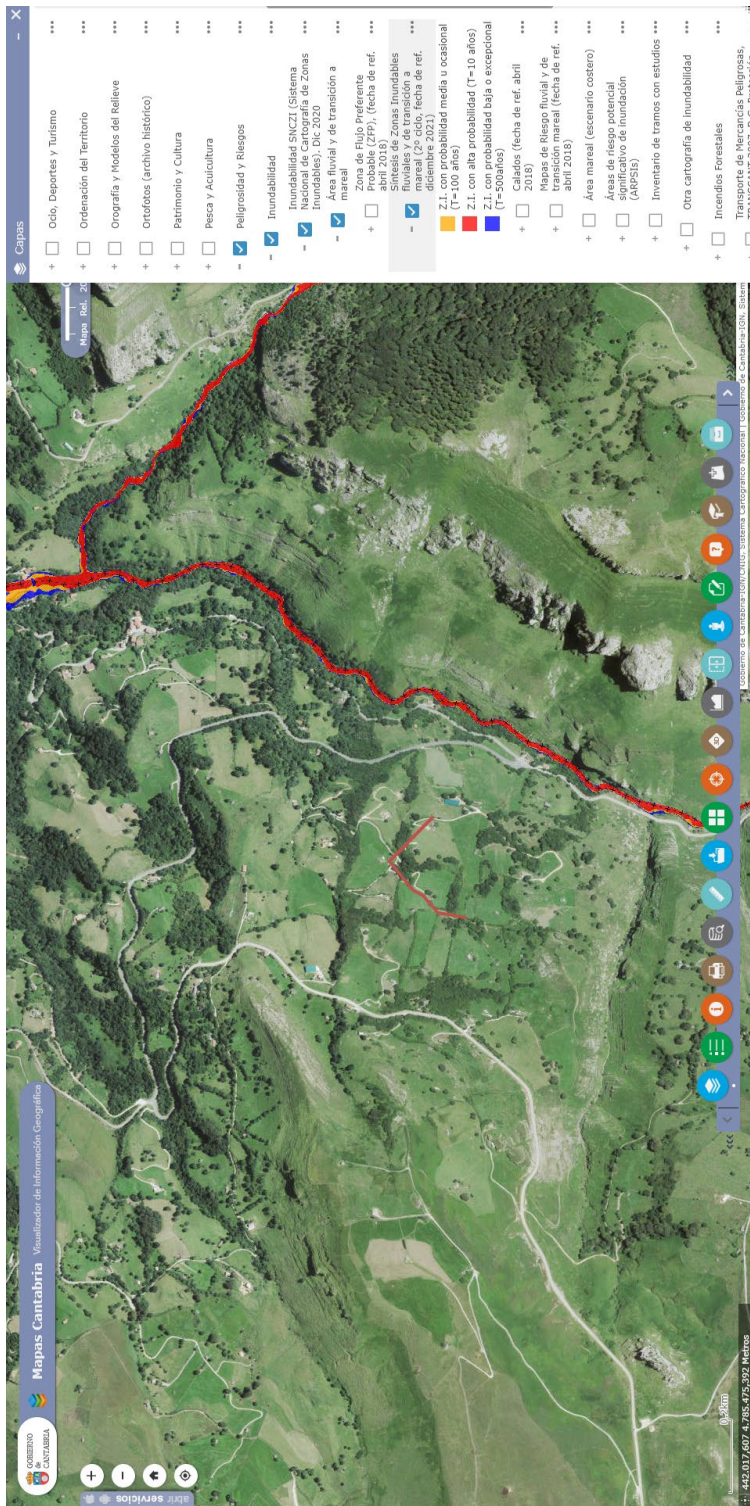 GOBIERNO
de
CANTABRIA
Mapas Cantabria Visualizador de Información Geográfica
abrir servicios
Mapa Rel. 20
Capas
Ocio, Deportes y Turismo
Ordenación del Territorio
Orografía y Modelos del Relieve
Ortofotos (archivo histórico)
Patrimonio y Cultura
Pesca y Acuicultura
Peligrosidad y Riesgos
Inundabilidad
Inundabilidad SNCZI (Sistema
Nacional de Cartografía de Zonas
Inundables), Dic 2020
Área fluvial y de transición a
mareal
Zona de Flujo Preferente
Probable (ZFP), (fecha de ref.
abril 2018)
Síntesis de Zonas Inundables
fluviales y de transición a
mareal (2º ciclo, fecha de ref.
diciembre 2021)
Z.I. con probabilidad media u ocasional
(T=100 años)
Z.I. con alta probabilidad (T=10 años)
Z.I. con probabilidad baja o excepcional
(T=500años)
Calados (fecha de ref. abril
2018)
Mapas de Riesgo fluvial y de
transición mareal (fecha de ref.
abril 2018)
Área mareal (escenario costero)
Áreas de riesgo potencial
significativo de inundación
(ARPSIs)
Inventario de tramos con estudios
Otra cartografía de inundabilidad
Incendios Forestales
Transporte de Mercancías Peligrosas,
0,2km
442.017,607 4.785.475,392 Metros
Gobierno de Cantabria-IGN/CNIG, Sistema Cartográfico Nacional | Gobierno de Cantabria-IGN, Sistem